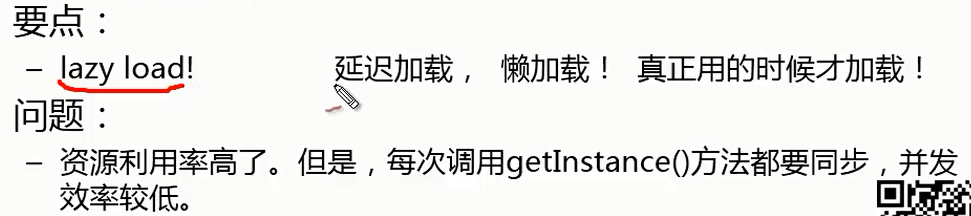 要点：
– lazy load!    延迟加载， 懒加载！ 真正用的时候才加载！
问题：
– 资源利用率高了。但是，每次调用getInstance()方法都要同步，并发
效率较低。